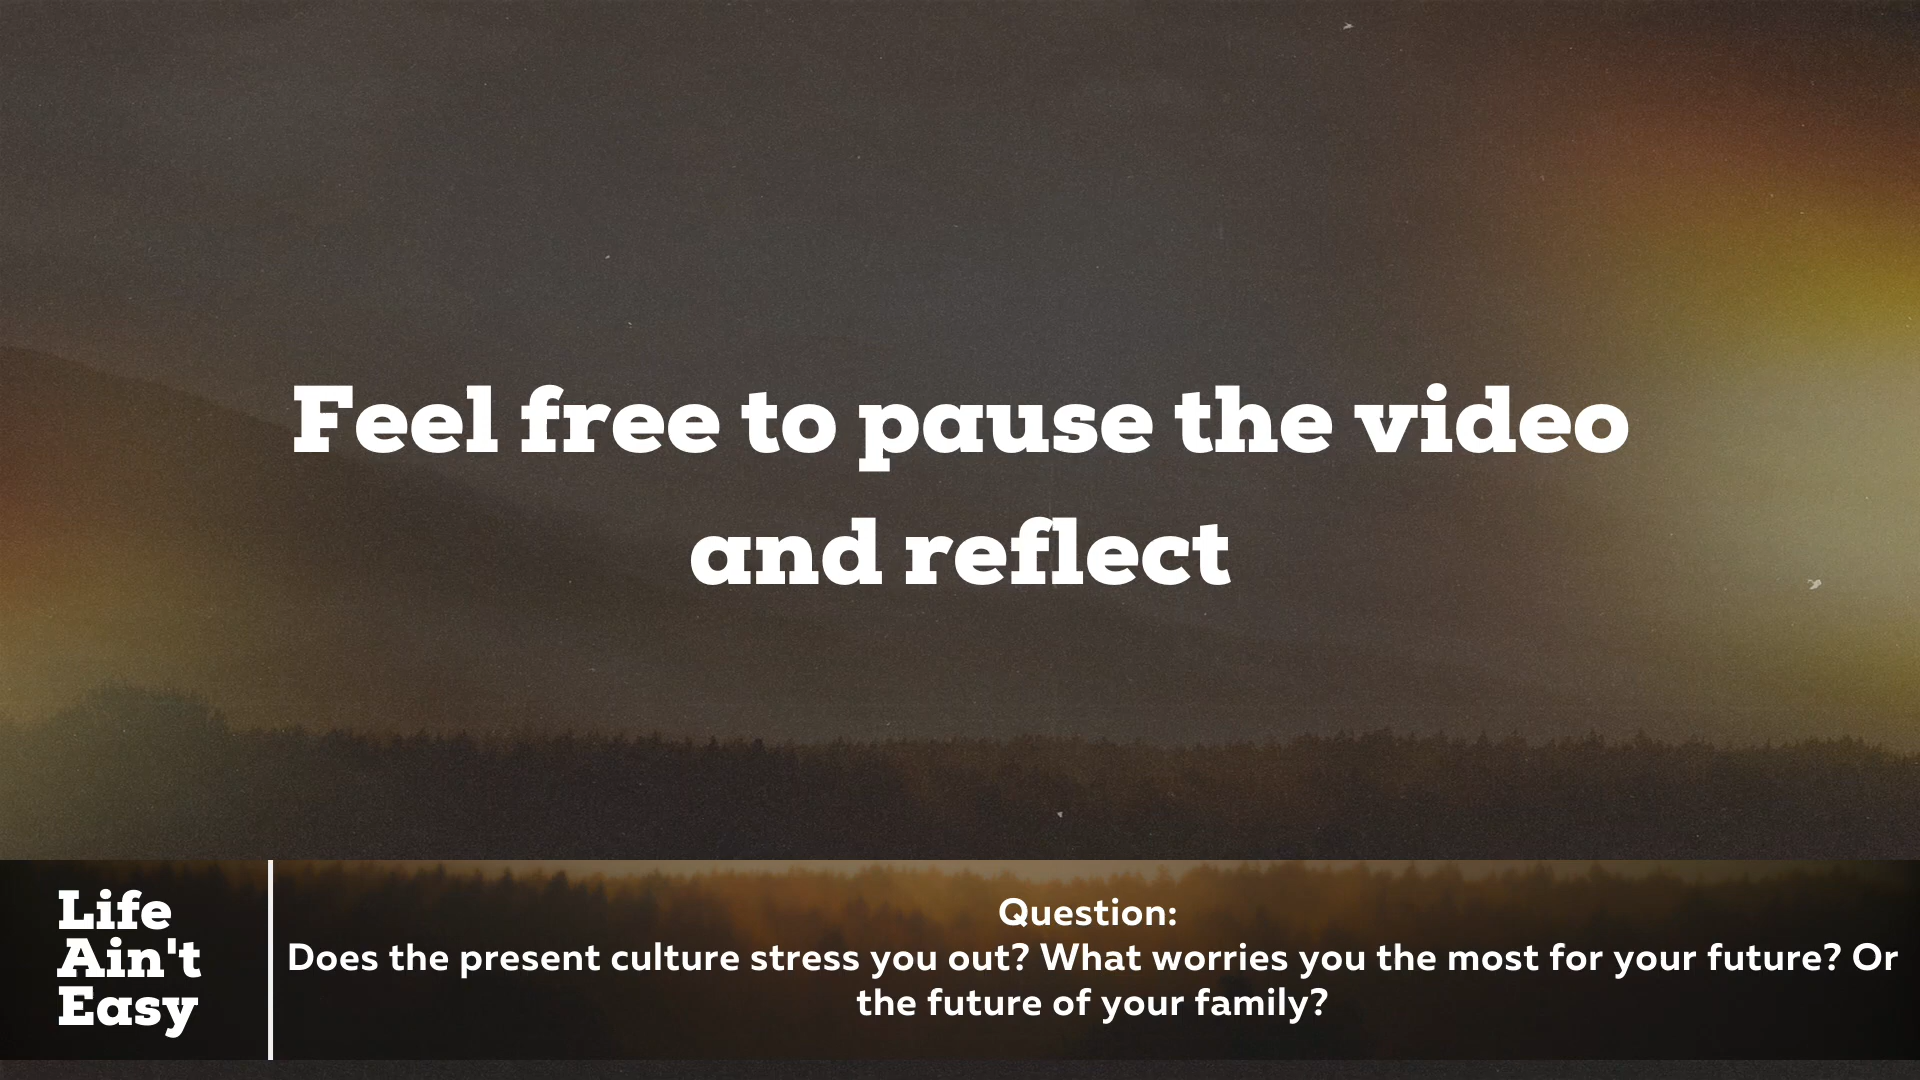 Feel free to pause the video
and reflect
Life
Ain't
Easy
Question:
Does the present culture stress you out? What worries you the most for your future? Or
the future of your family?